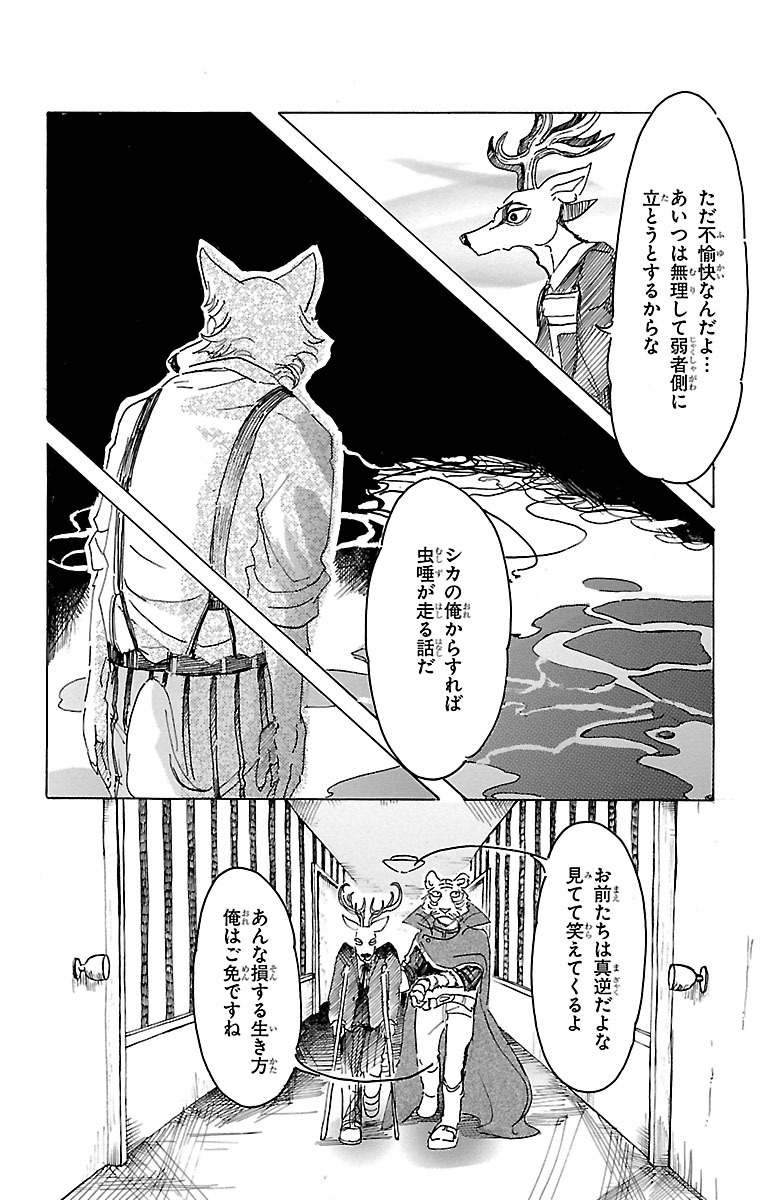 ただ不愉快なんだよ…
あいつは無理して弱者側に
立とうとするからな
シカの俺からすれば
虫唾が走る話だ
お前たちは真逆だよな
見てて笑えてくるよ
あんな損する生き方
俺はご免ですね